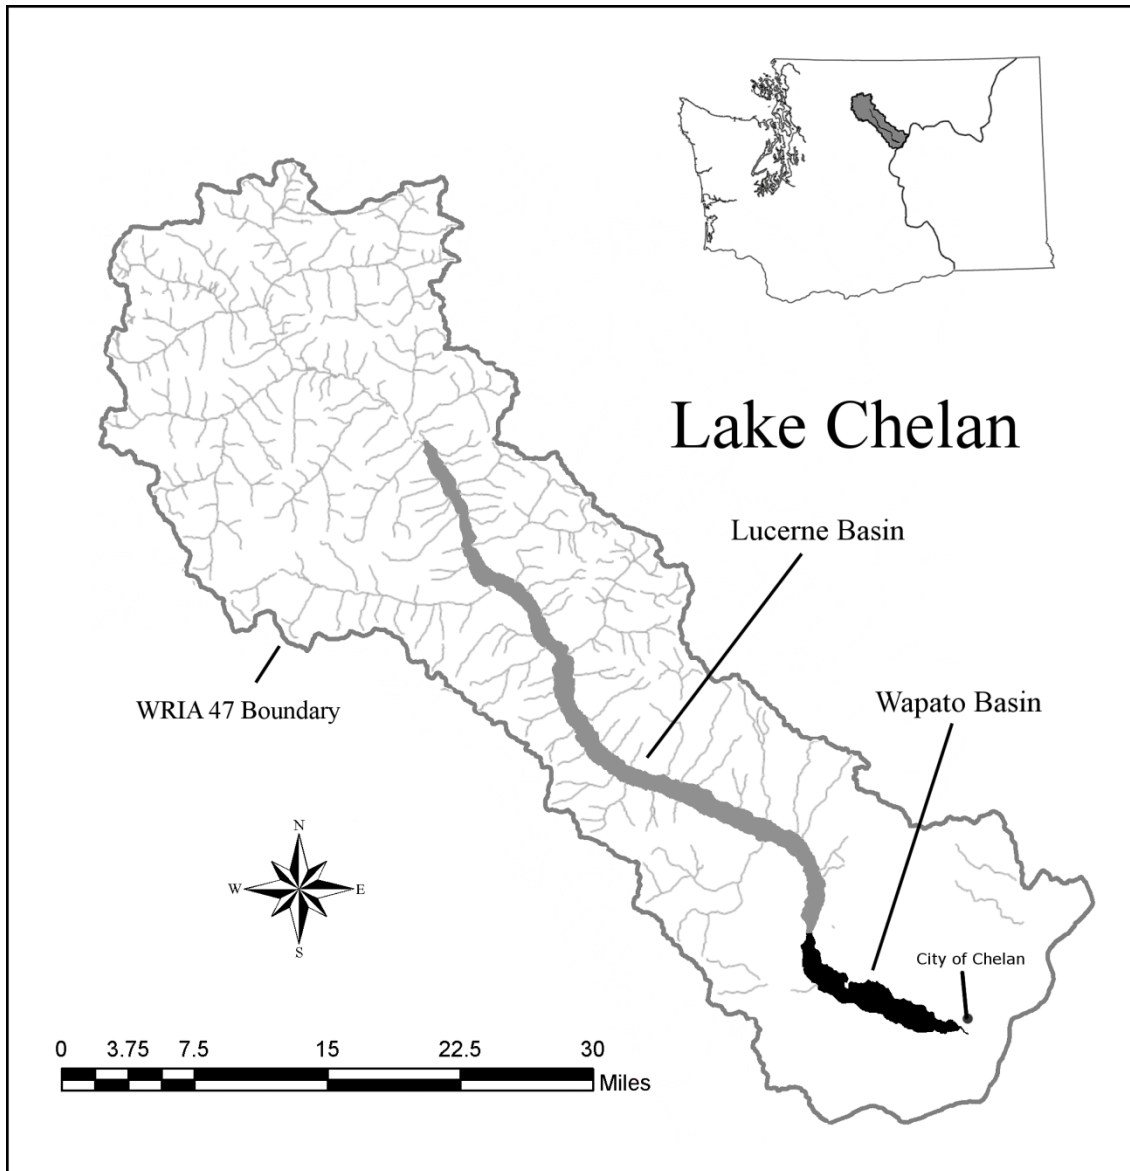 Lake Chelan
Lucerne Basin
Wapato Basin
WRIA 47 Boundary
N
W E
S
City of Chelan
0 3.75 7.5 15 22.5 30
Miles